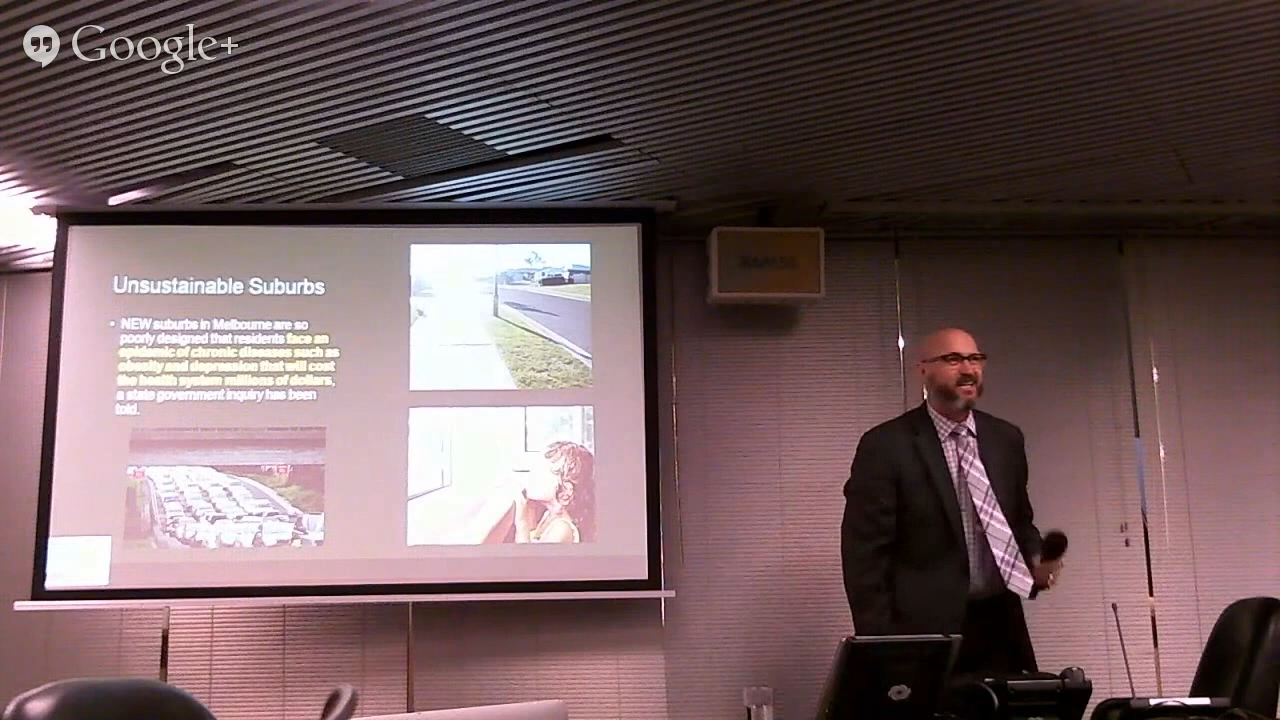 Google+
Unsustainable Suburbs
• NEW suburbs in Melbourne are so
poorly designed that residents face an
epidemic of chronic diseases such as
obesity and depression that will cost
the health system millions of dollars,
a state government inquiry has been
told.